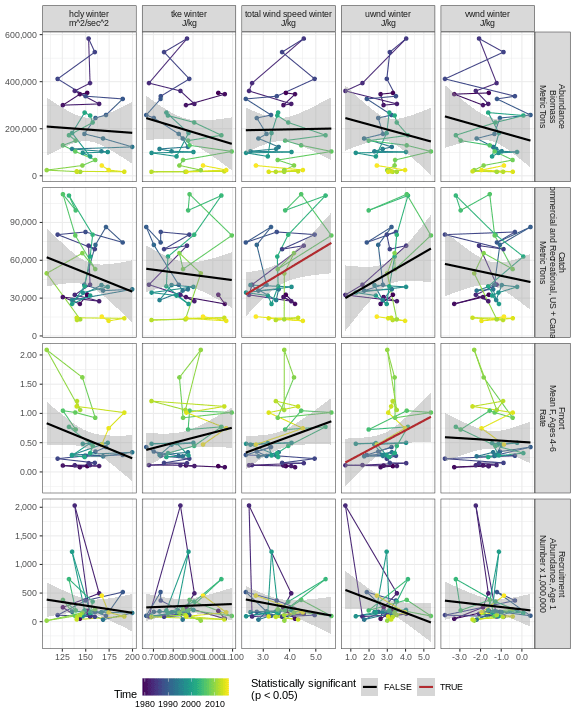 hcly winter
m^2/sec^2
tke winter
J/kg
total wind speed winter
J/kg
uwnd winter
J/kg
vwnd winter
J/kg
600,000
400,000
200,000
0
Abundance
Biomass
Metric Tons
90,000
60,000
30,000
0
Catch
ommercial and Recreational, US + Cana
Metric Tons
2.00
1.50
1.00
0.50
0.00
Fmort
Mean F, Ages 4-6
Rate
2,000
1,500
1,000
500
0
Recruitment
Abundance, Age 1
Number x 1,000,000
125 150 175 200
0.700 0.800 0.900 1.000 1.100
3.0 4.0 5.0
1.0 2.0 3.0 4.0 5.0
-3.0 -2.0 -1.0 0.0
Time
1980 1990 2000 2010
Statistically significant
(p < 0.05)
FALSE
TRUE